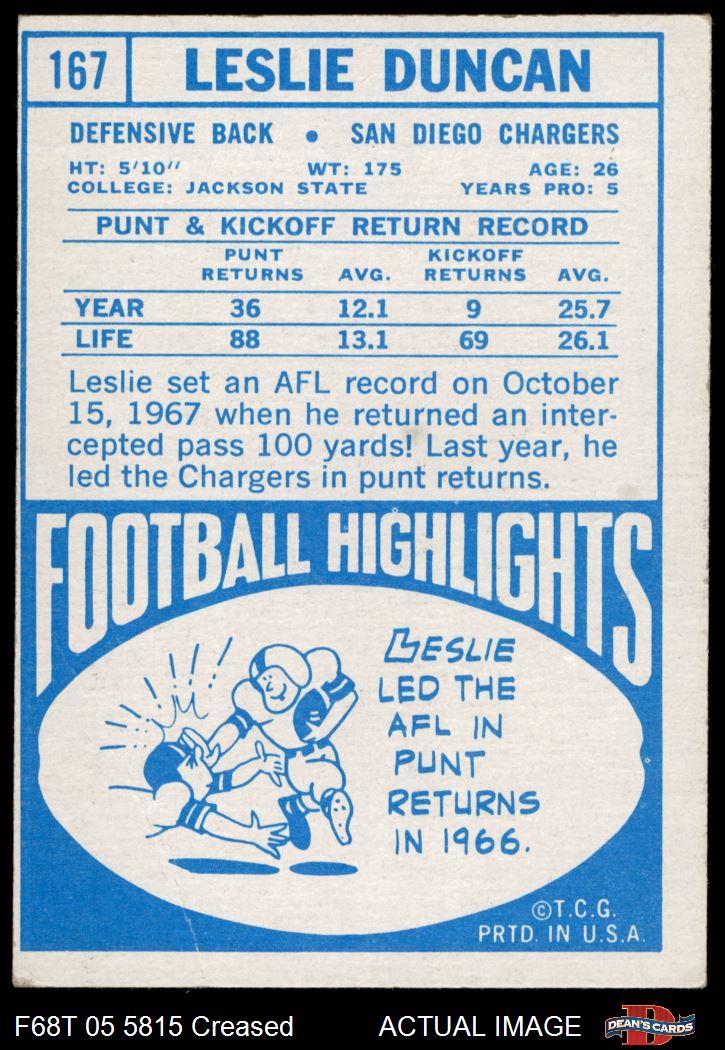 167 LESLIE DUNCAN
DEFENSIVE BACK • SAN DIEGO CHARGERS
HT: 5'10" WT: 175 AGE: 26
COLLEGE: JACKSON STATE YEARS PRO: 5
PUNT & KICKOFF RETURN RECORD
PUNT KICKOFF
RETURNS AVG. RETURNS AVG.
YEAR 36 12.1 9 25.7
LIFE 88 13.1 69 26.1
Leslie set an AFL record on October
15, 1967 when he returned an inter-
cepted pass 100 yards! Last year, he
led the Chargers in punt returns.
FOOTBALL HIGHLIGHTS
LESLIE
LED THE
AFL IN
PUNT
RETURNS
IN 1966.
©T.C.G.
PRTD. IN U.S.A.
F68T 05 5815 Creased ACTUAL IMAGE
D
DEAN'S CARDS